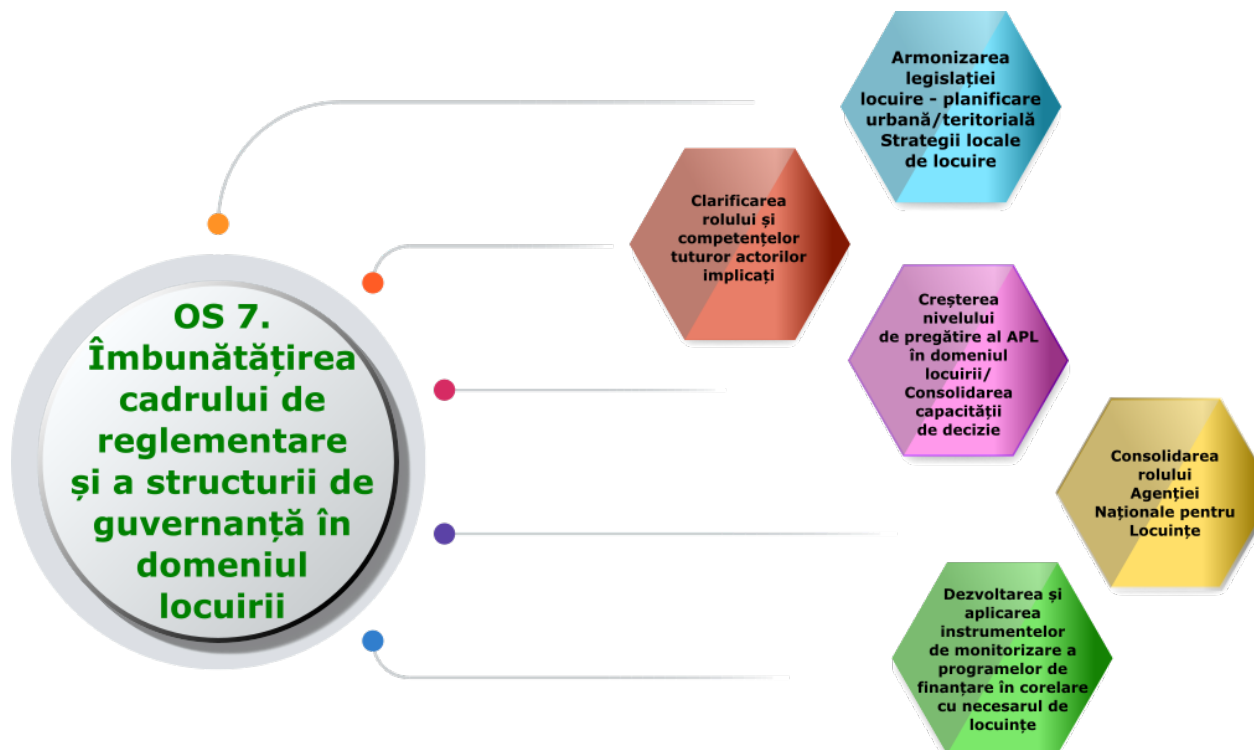 OS 7.
Îmbunătățirea
cadrului de
reglementare
și a structurii de
guvernanță în
domeniul
locuirii
Armonizarea
legislației
locuire - planificare
urbană/teritorială
Strategii locale
de locuire
Clarificarea
rolului și
competențelor
tuturor actorilor
implicați
Creșterea
nivelului
de pregătire al APL
în domeniul
locuirii/
Consolidarea
capacității
de decizie
Consolidarea
rolului
Agenției
Naționale pentru
Locuințe
Dezvoltarea și
aplicarea
instrumentelor
de monitorizare a
programelor de
finanțare în corelare
cu necesarul de
locuințe